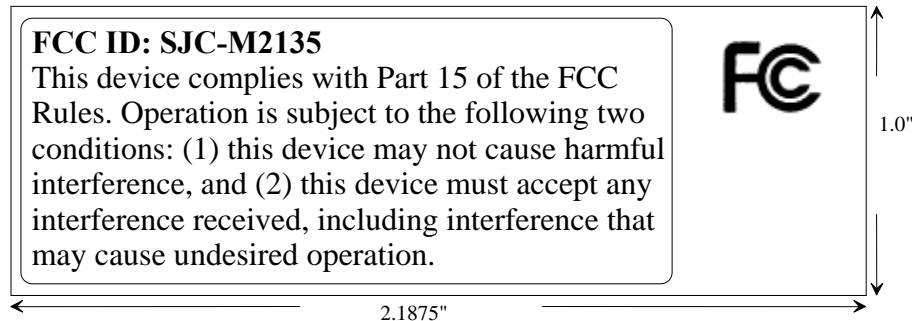 FCC ID: SJC-M2135
This device complies with Part 15 of the FCC
Rules. Operation is subject to the following two
conditions: (1) this device may not cause harmful
interference, and (2) this device must accept any
interference received, including interference that
may cause undesired operation.
FC
1.0"
2.1875"